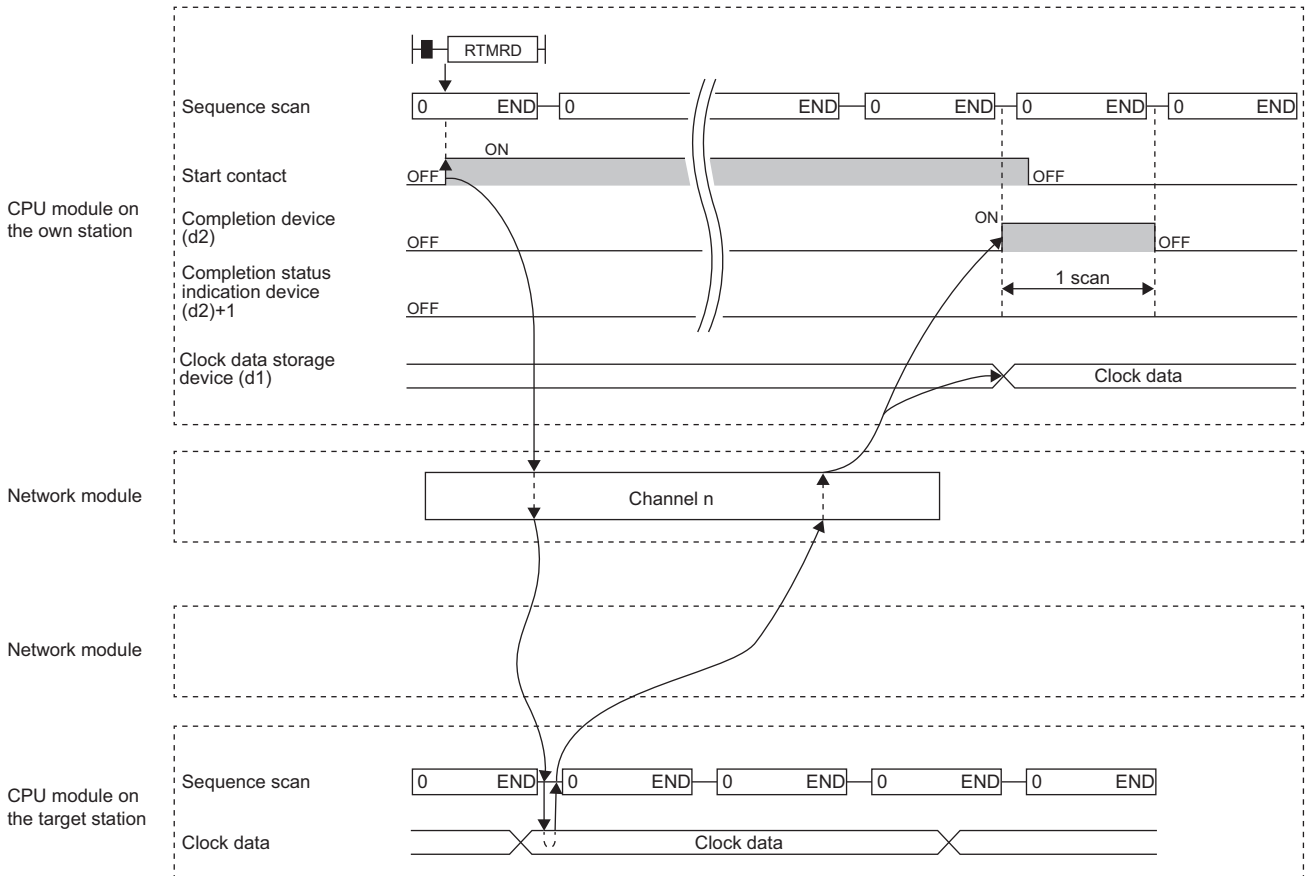 RTMRD
Sequence scan
0 END 0 END 0 END 0 END 0 END
ON
Start contact
OFF
OFF
CPU module on
the own station
Completion device
(d2)
ON
OFF
OFF
Completion status
indication device
(d2)+1
1 scan
OFF
Clock data storage
device (d1)
Clock data
Network module
Channel n
Network module
CPU module on
the target station
Sequence scan
0 END 0 END 0 END 0 END 0 END
Clock data
Clock data